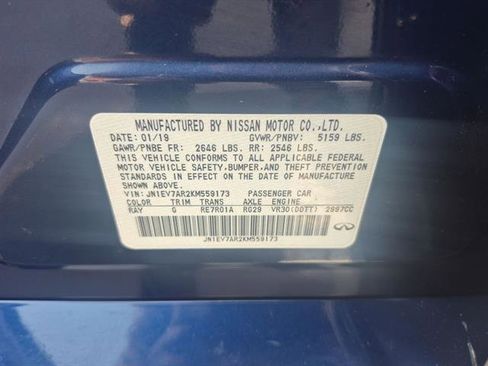 MANUFACTURED BY NISSAN MOTOR CO.,LTD.
DATE: 01/19 GVWR/PNBV: 5159 LBS.
GAWR/PNBE FR: 2646 LBS. RR: 2546 LBS.
THIS VEHICLE CONFORMS TO ALL APPLICABLE FEDERAL
MOTOR VEHICLE SAFETY, BUMPER, AND THEFT PREVENTION
STANDARDS IN EFFECT ON THE DATE OF MANUFACTURE
SHOWN ABOVE.
VIN: JN1EV7AR2KM559173 PASSENGER CAR
COLOR TRIM TRANS AXLE ENGINE
RAY G RE7R01A RG29 VR30(DDTT) 2997CC
JN1EV7AR2KM559173